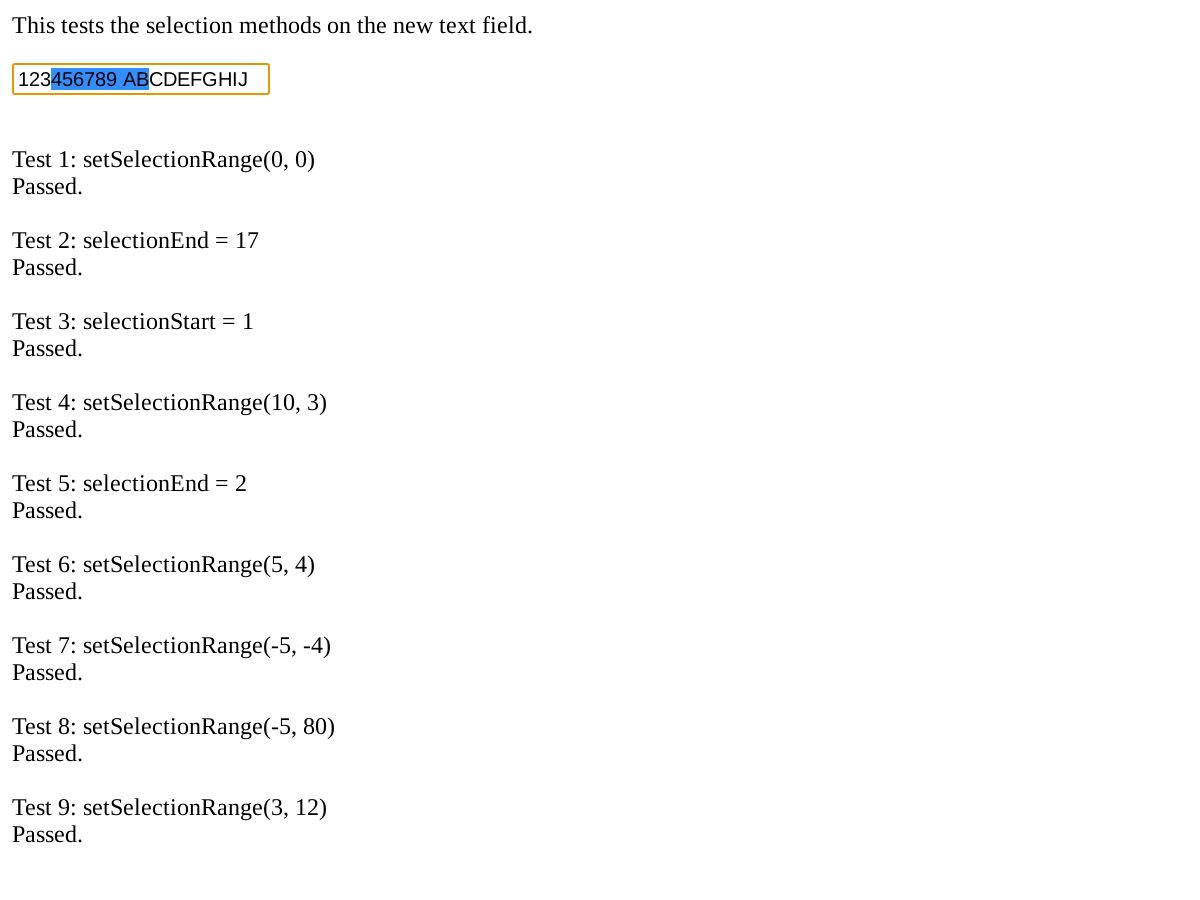 This tests the selection methods on the new text field.
123456789 ABCDEFGHIJ
Test 1: setSelectionRange(0, 0)
Passed.
Test 2: selectionEnd = 17
Passed.
Test 3: selectionStart = 1
Passed.
Test 4: setSelectionRange(10, 3)
Passed.
Test 5: selectionEnd = 2
Passed.
Test 6: setSelectionRange(5, 4)
Passed.
Test 7: setSelectionRange(-5, -4)
Passed.
Test 8: setSelectionRange(-5, 80)
Passed.
Test 9: setSelectionRange(3, 12)
Passed.